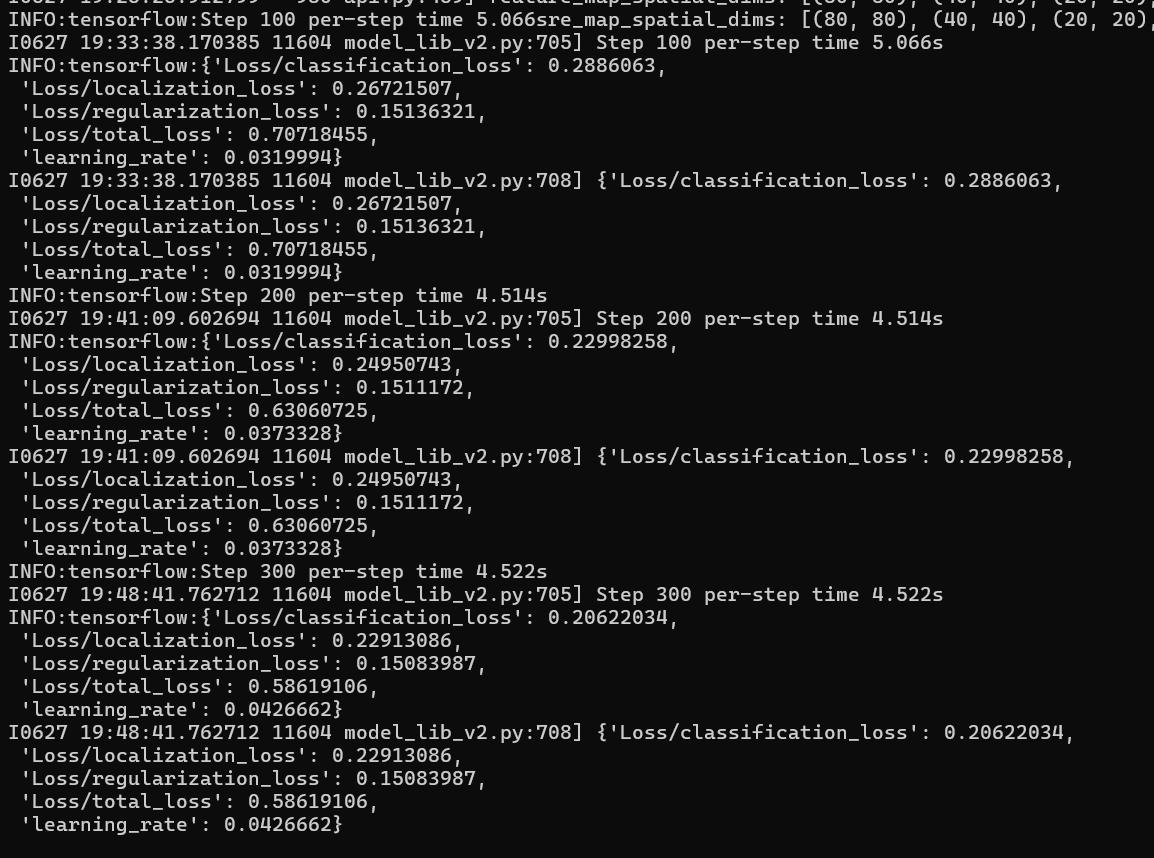 INFO:tensorflow:Step 100 per-step time 5.066sre_map_spatial_dims: [(80, 80), (40, 40), (20, 20),
I0627 19:33:38.170385 11604 model_lib_v2.py:705] Step 100 per-step time 5.066s
INFO:tensorflow:{'Loss/classification_loss': 0.2886063,
 'Loss/localization_loss': 0.26721507,
 'Loss/regularization_loss': 0.15136321,
 'Loss/total_loss': 0.70718455,
 'learning_rate': 0.0319994}
I0627 19:33:38.170385 11604 model_lib_v2.py:708] {'Loss/classification_loss': 0.2886063,
 'Loss/localization_loss': 0.26721507,
 'Loss/regularization_loss': 0.15136321,
 'Loss/total_loss': 0.70718455,
 'learning_rate': 0.0319994}
INFO:tensorflow:Step 200 per-step time 4.514s
I0627 19:41:09.602694 11604 model_lib_v2.py:705] Step 200 per-step time 4.514s
INFO:tensorflow:{'Loss/classification_loss': 0.22998258,
 'Loss/localization_loss': 0.24950743,
 'Loss/regularization_loss': 0.1511172,
 'Loss/total_loss': 0.63060725,
 'learning_rate': 0.0373328}
I0627 19:41:09.602694 11604 model_lib_v2.py:708] {'Loss/classification_loss': 0.22998258,
 'Loss/localization_loss': 0.24950743,
 'Loss/regularization_loss': 0.1511172,
 'Loss/total_loss': 0.63060725,
 'learning_rate': 0.0373328}
INFO:tensorflow:Step 300 per-step time 4.522s
I0627 19:48:41.762712 11604 model_lib_v2.py:705] Step 300 per-step time 4.522s
INFO:tensorflow:{'Loss/classification_loss': 0.20622034,
 'Loss/localization_loss': 0.22913086,
 'Loss/regularization_loss': 0.15083987,
 'Loss/total_loss': 0.58619106,
 'learning_rate': 0.0426662}
I0627 19:48:41.762712 11604 model_lib_v2.py:708] {'Loss/classification_loss': 0.20622034,
 'Loss/localization_loss': 0.22913086,
 'Loss/regularization_loss': 0.15083987,
 'Loss/total_loss': 0.58619106,
 'learning_rate': 0.0426662}